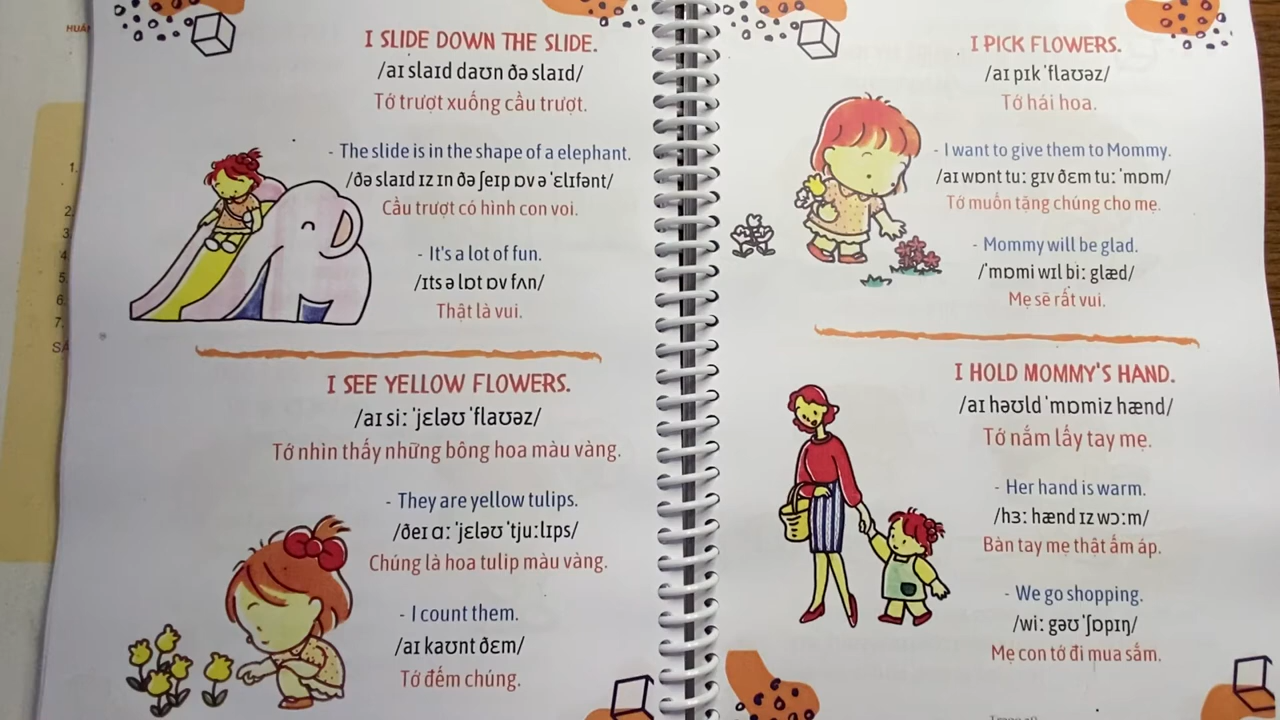 I SLIDE DOWN THE SLIDE.
/aɪ slaɪd daʊn ðə slaɪd/
Tớ trượt xuống cầu trượt.
- The slide is in the shape of a elephant.
/ðə slaɪd ɪz ɪn ðə ʃeɪp ɒv ə ˈɛlɪfənt/
Cầu trượt có hình con voi.
- It's a lot of fun.
/ɪts ə lɒt ɒv fʌn/
Thật là vui.
I SEE YELLOW FLOWERS.
/aɪ siː ˈjɛləʊ ˈflaʊəz/
Tớ nhìn thấy những bông hoa màu vàng.
- They are yellow tulips.
/ðeɪ ɑː ˈjɛləʊ ˈtjuːlɪps/
Chúng là hoa tulip màu vàng.
- I count them.
/aɪ kaʊnt ðɛm/
Tớ đếm chúng.
I PICK FLOWERS.
/aɪ pɪk ˈflaʊəz/
Tớ hái hoa.
- I want to give them to Mommy.
/aɪ wɒnt tuː gɪv ðɛm tuː ˈmɒm/
Tớ muốn tặng chúng cho mẹ.
- Mommy will be glad.
/ˈmɒmi wɪl biː glæd/
Mẹ sẽ rất vui.
I HOLD MOMMY'S HAND.
/aɪ həʊld ˈmɒmiz hænd/
Tớ nắm lấy tay mẹ.
- Her hand is warm.
/hɜː hænd ɪz wɔːm/
Bàn tay mẹ thật ấm áp.
- We go shopping.
/wiː gəʊ ˈʃɒpɪŋ/
Mẹ con tớ đi mua sắm.
1.
2.
3.
4.
5.
6.
7.